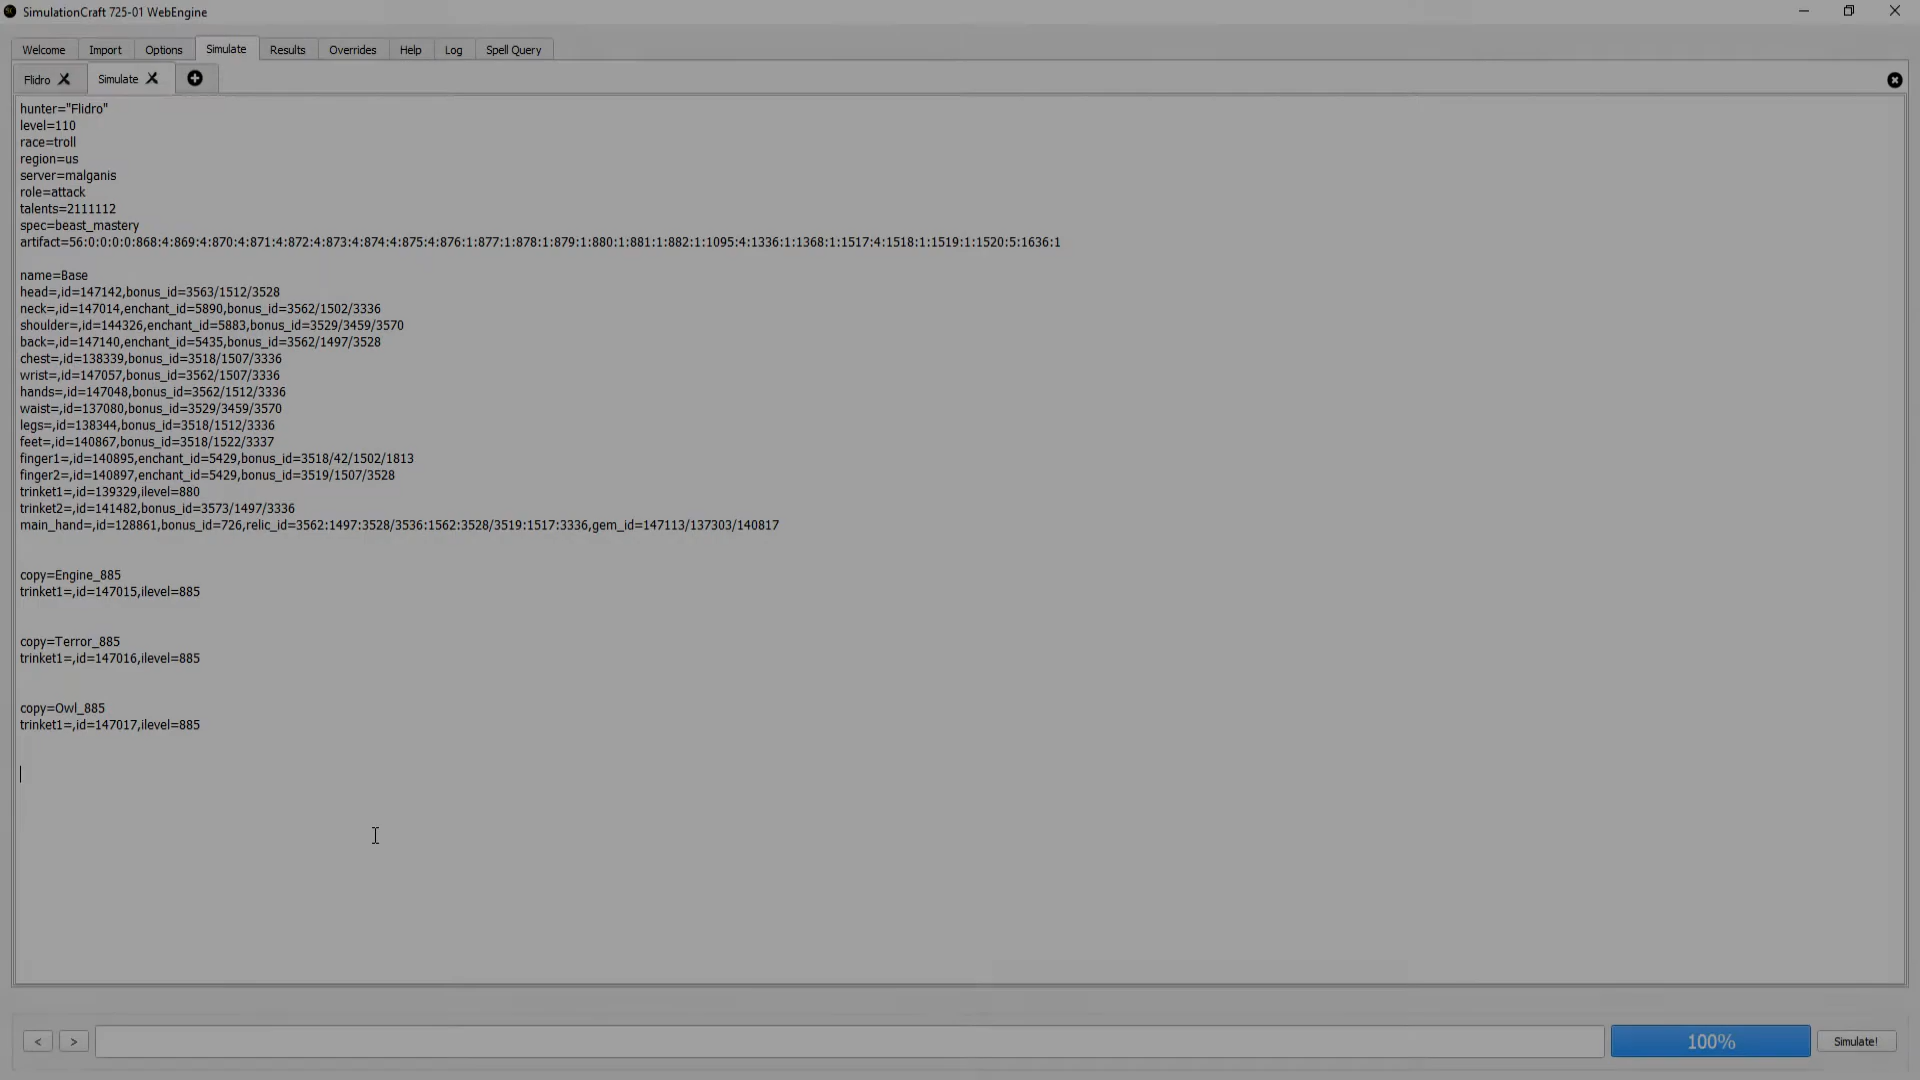 SimulationCraft 725-01 WebEngine
Welcome Import Options Simulate Results Overrides Help Log Spell Query
Flidro Simulate
hunter="Flidro"
level=110
race=troll
region=us
server=malganis
role=attack
talents=2111112
spec=beast_mastery
artifact=56:0:0:0:0:868:4:869:4:870:4:871:4:872:4:873:4:874:4:875:4:876:1:877:1:878:1:879:1:880:1:881:1:882:1:1095:4:1336:1:1368:1:1517:4:1518:1:1519:1:1520:5:1636:1
name=Base
head=,id=147142,bonus_id=3563/1512/3528
neck=,id=147014,enchant_id=5890,bonus_id=3562/1502/3336
shoulder=,id=144326,enchant_id=5883,bonus_id=3529/3459/3570
back=,id=147140,enchant_id=5435,bonus_id=3562/1497/3528
chest=,id=138339,bonus_id=3518/1507/3336
wrist=,id=147057,bonus_id=3562/1507/3336
hands=,id=147048,bonus_id=3562/1512/3336
waist=,id=137080,bonus_id=3529/3459/3570
legs=,id=138344,bonus_id=3518/1512/3336
feet=,id=140867,bonus_id=3518/1522/3337
finger1=,id=140895,enchant_id=5429,bonus_id=3518/42/1502/1813
finger2=,id=140897,enchant_id=5429,bonus_id=3519/1507/3528
trinket1=,id=139329,ilevel=880
trinket2=,id=141482,bonus_id=3573/1497/3336
main_hand=,id=128861,bonus_id=726,relic_id=3562:1497:3528/3536:1562:3528/3519:1517:3336,gem_id=147113/137303/140817
copy=Engine_885
trinket1=,id=147015,ilevel=885
copy=Terror_885
trinket1=,id=147016,ilevel=885
copy=Owl_885
trinket1=,id=147017,ilevel=885
< > 100% Simulate!